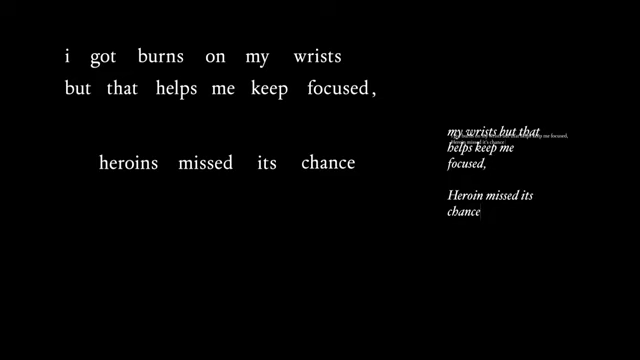 i got burns on my wrists
but that helps me keep focused,
heroins missed its chance
my wrists but that
helps keep me
focused,
Heroin missed its
chance